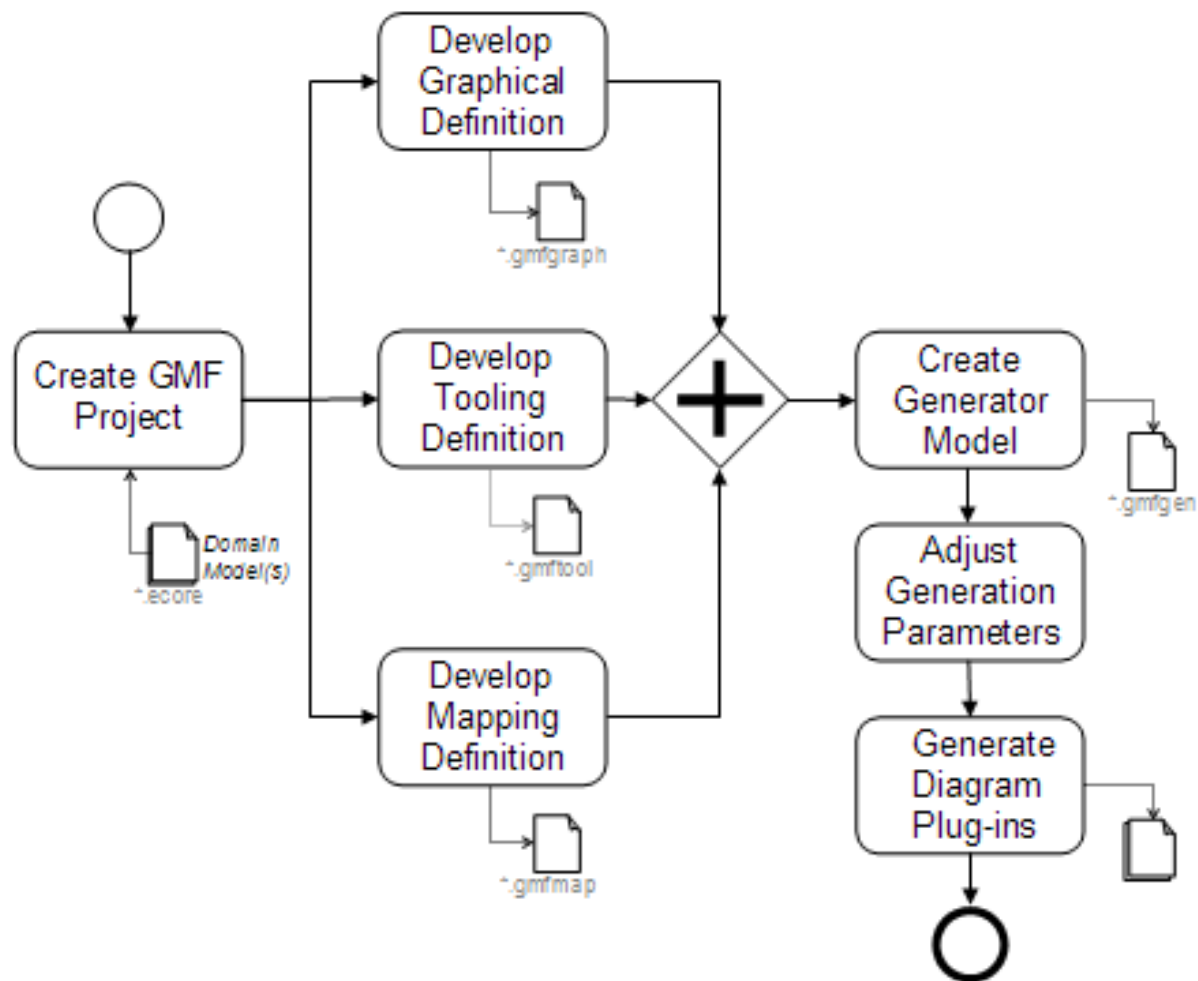 Develop
Graphical
Definition
*.gmfgraph
Create GMF
Project
Domain
Model(s)
*.ecore
Develop
Tooling
Definition
*.gmftool
Develop
Mapping
Definition
*.gmfmap
Create
Generator
Model
*.gmfgen
Adjust
Generation
Parameters
Generate
Diagram
Plug-ins